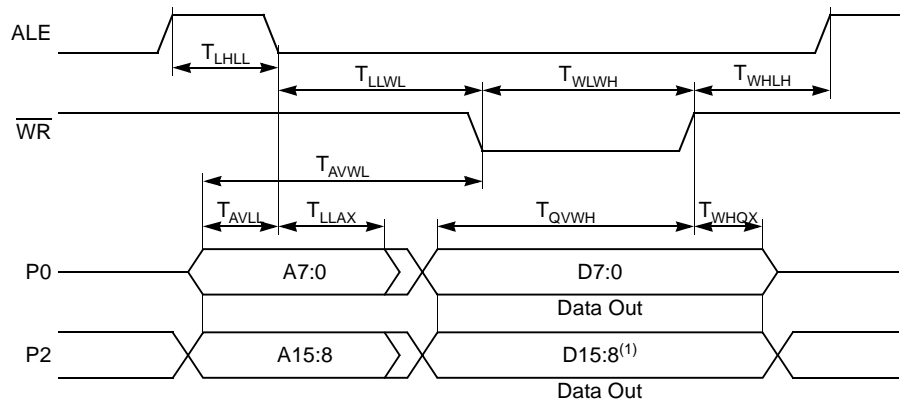 ALE
T_LHLL
T_LLWL T_WLWH T_WHLH
W̅R̅
T_AVWL
T_AVLL T_LLAX T_QVWH T_WHQX
P0 A7:0 D7:0
Data Out
P2 A15:8 D15:8(1)
Data Out